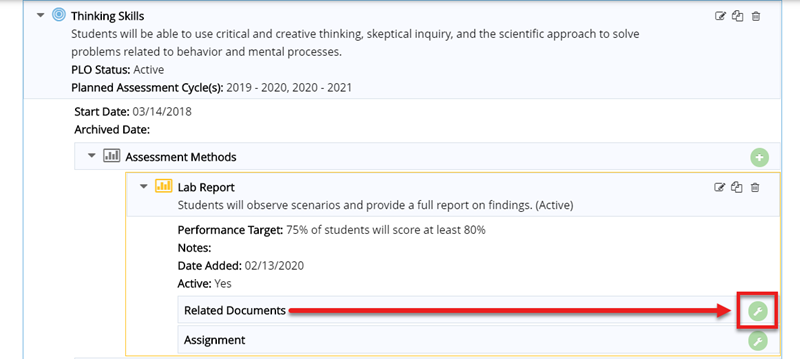 Thinking Skills
Students will be able to use critical and creative thinking, skeptical inquiry, and the scientific approach to solve
problems related to behavior and mental processes.
PLO Status: Active
Planned Assessment Cycle(s): 2019 - 2020, 2020 - 2021
Start Date: 03/14/2018
Archived Date:
Assessment Methods
Lab Report
Students will observe scenarios and provide a full report on findings. (Active)
Performance Target: 75% of students will score at least 80%
Notes:
Date Added: 02/13/2020
Active: Yes
Related Documents
Assignment